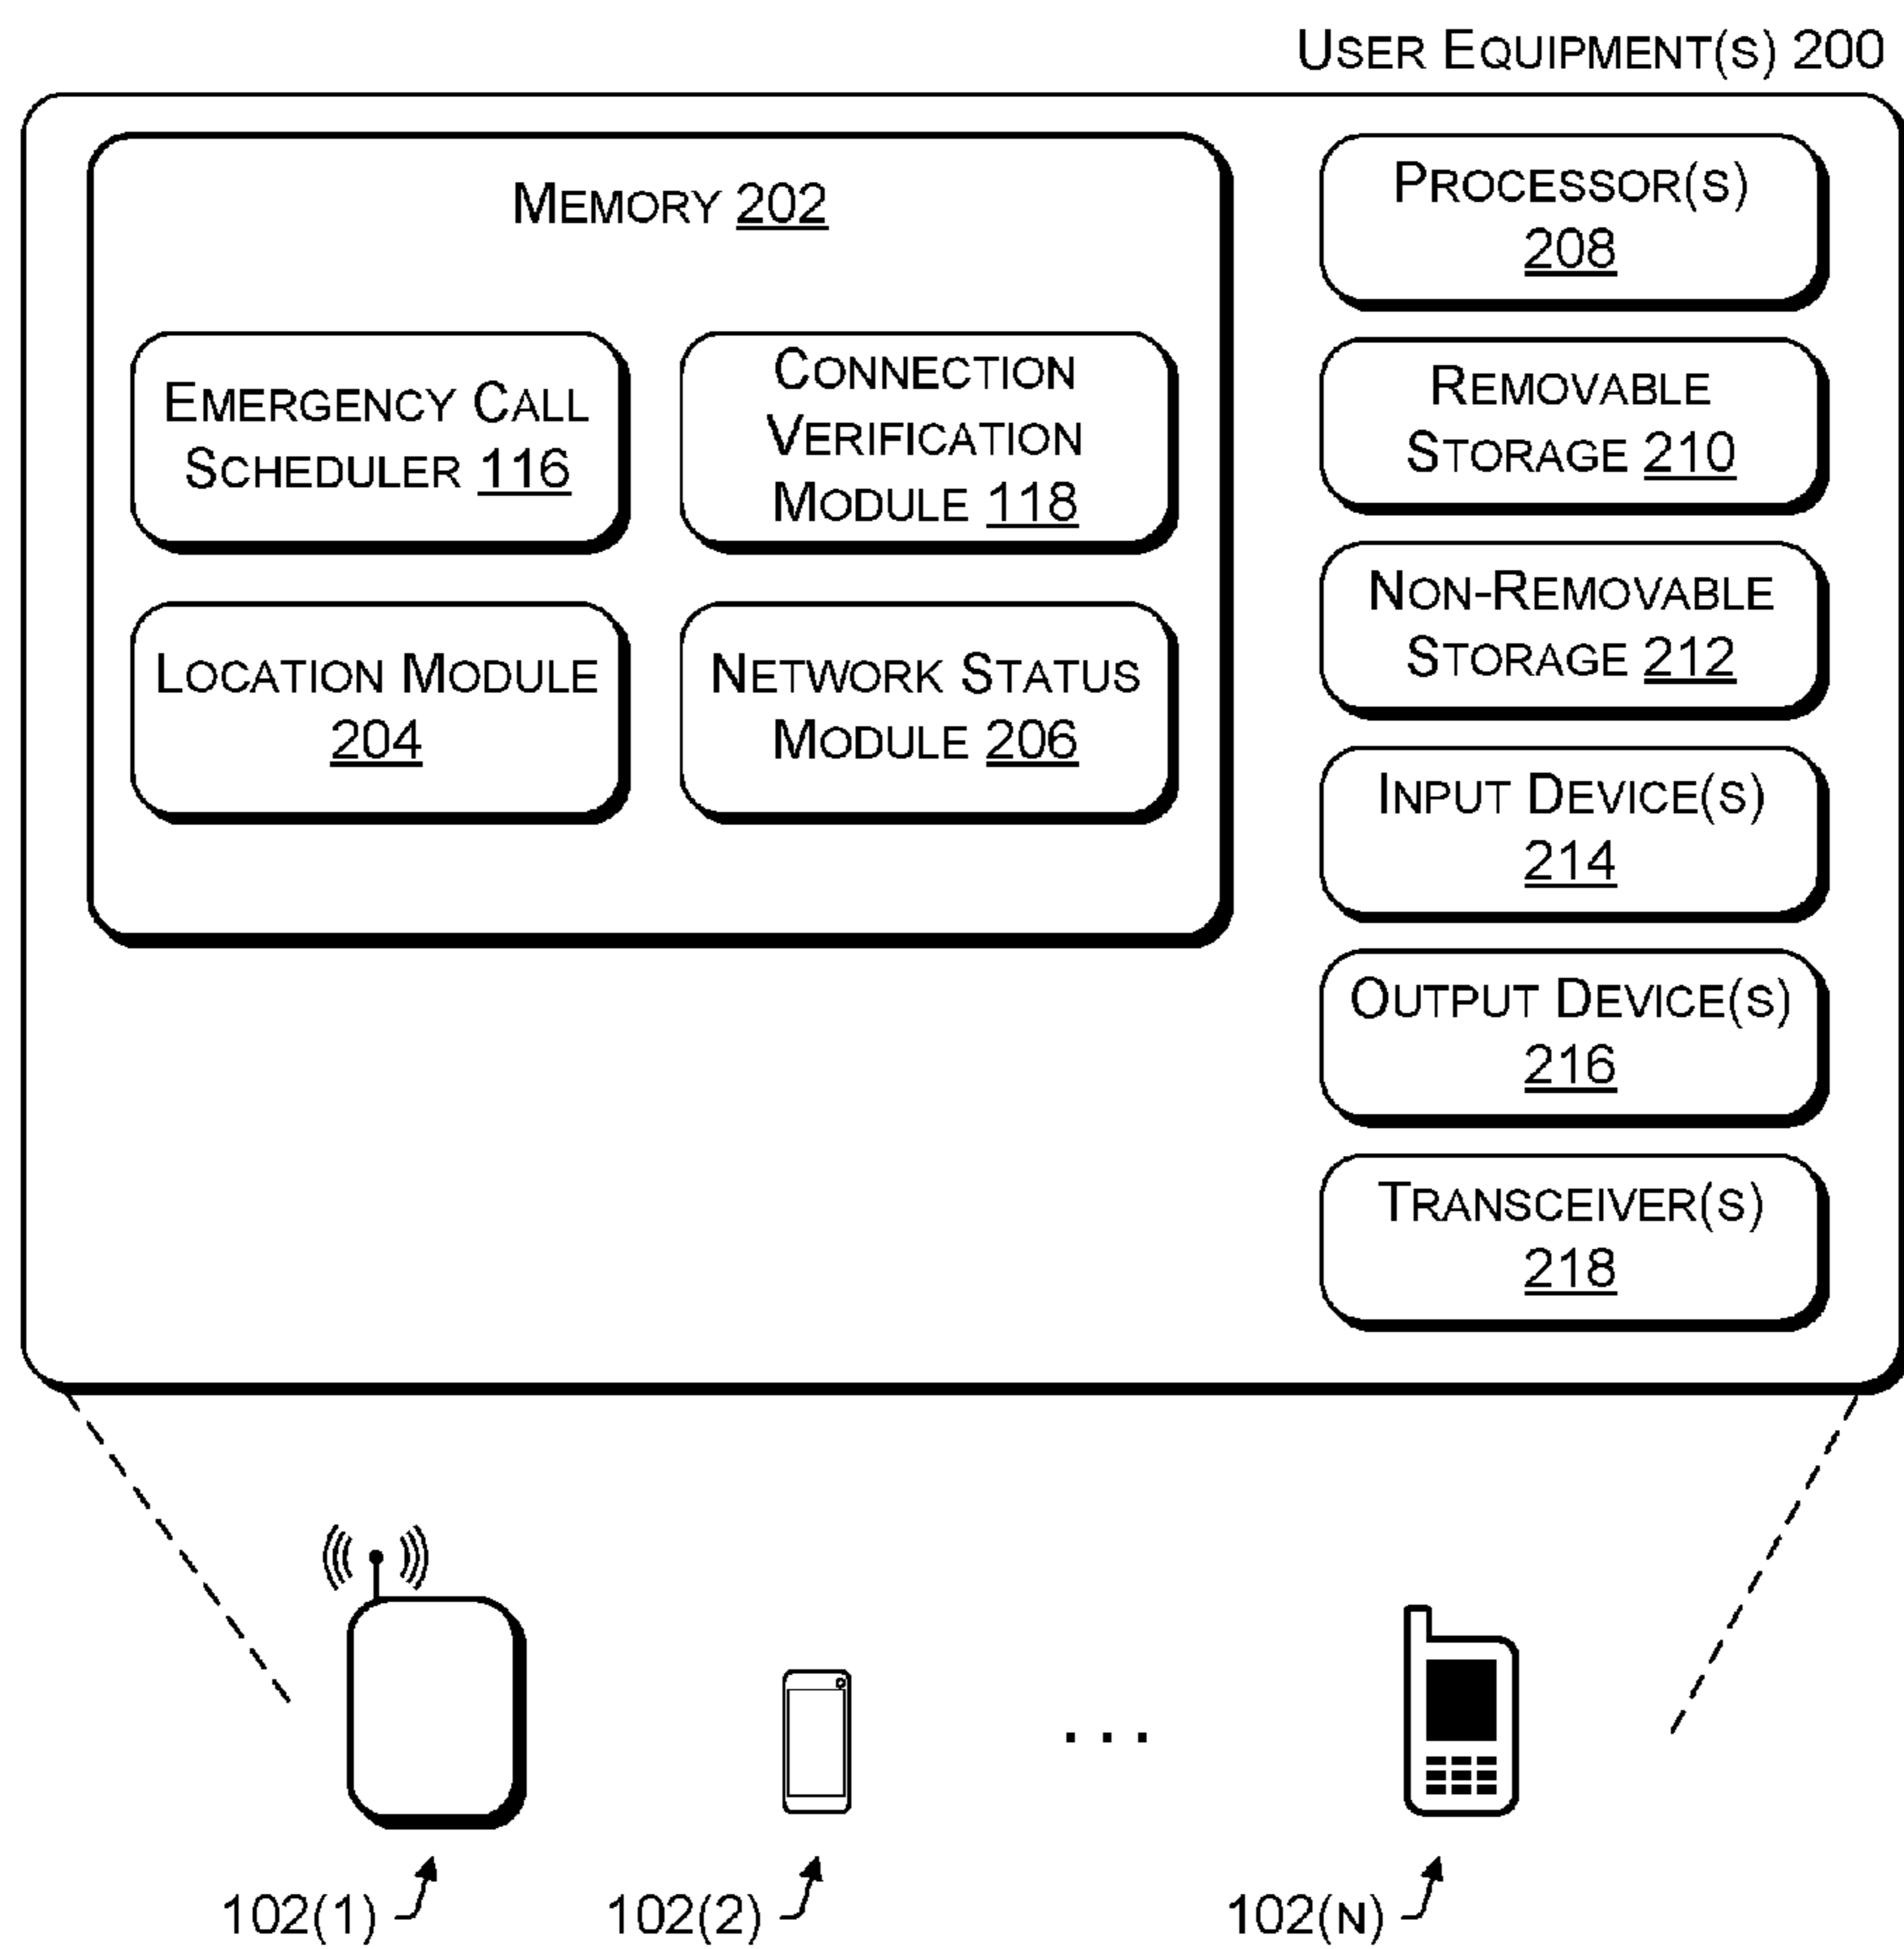 USER EQUIPMENT(S) 200
MEMORY 202
EMERGENCY CALL
SCHEDULER 116
CONNECTION
VERIFICATION
MODULE 118
LOCATION MODULE
204
NETWORK STATUS
MODULE 206
PROCESSOR(S)
208
REMOVABLE
STORAGE 210
NON-REMOVABLE
STORAGE 212
INPUT DEVICE(S)
214
OUTPUT DEVICE(S)
216
TRANSCEIVER(S)
218
. . .
102(1)
102(2)
102(N)